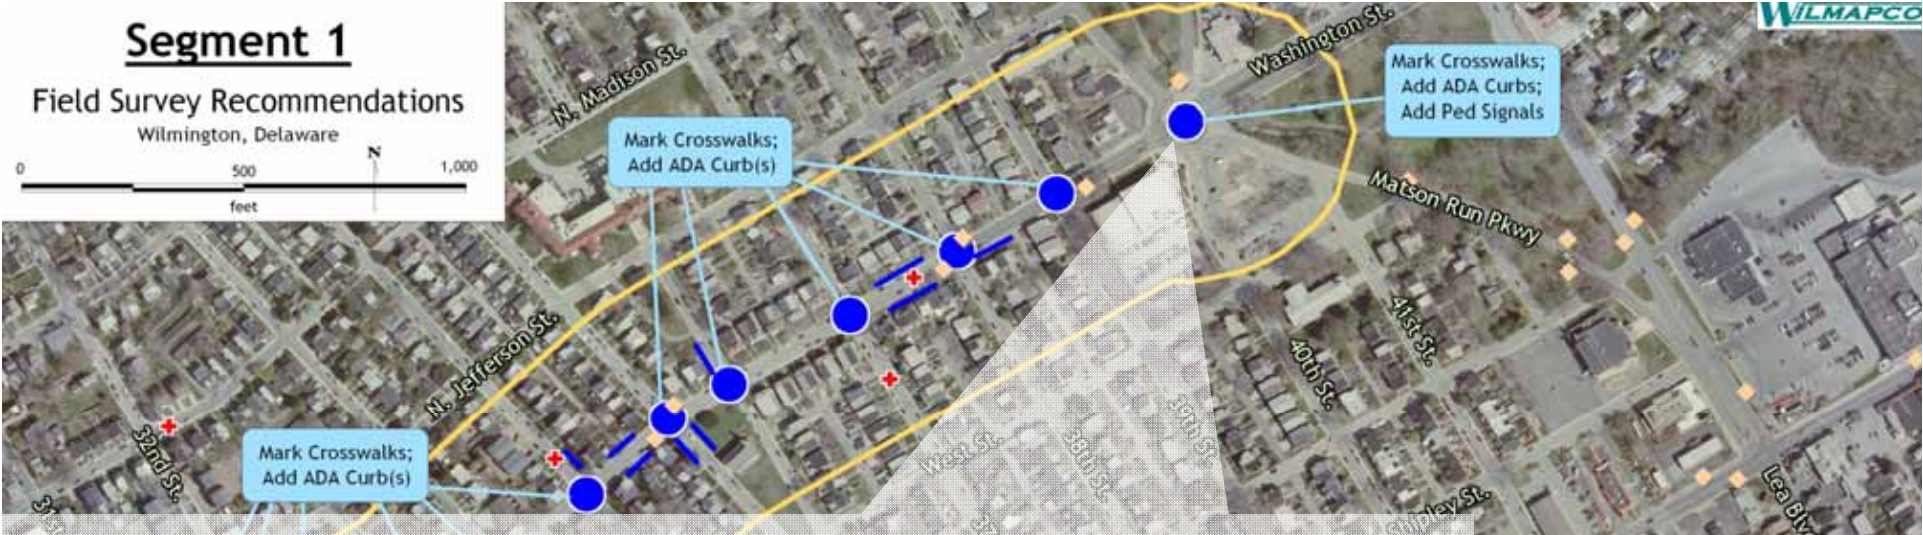 Segment 1
Field Survey Recommendations
Wilmington, Delaware
0
500
1,000
N
feet
WILMAPCO
N. Madison St.
Washington St.
Mark Crosswalks;
Add ADA Curbs;
Add Ped Signals
Mark Crosswalks;
Add ADA Curb(s)
Matson Run Pkwy
N. Jefferson St.
41st St.
40th St.
39th St.
38th St.
West St.
32nd St.
Mark Crosswalks;
Add ADA Curb(s)
Shipley St.